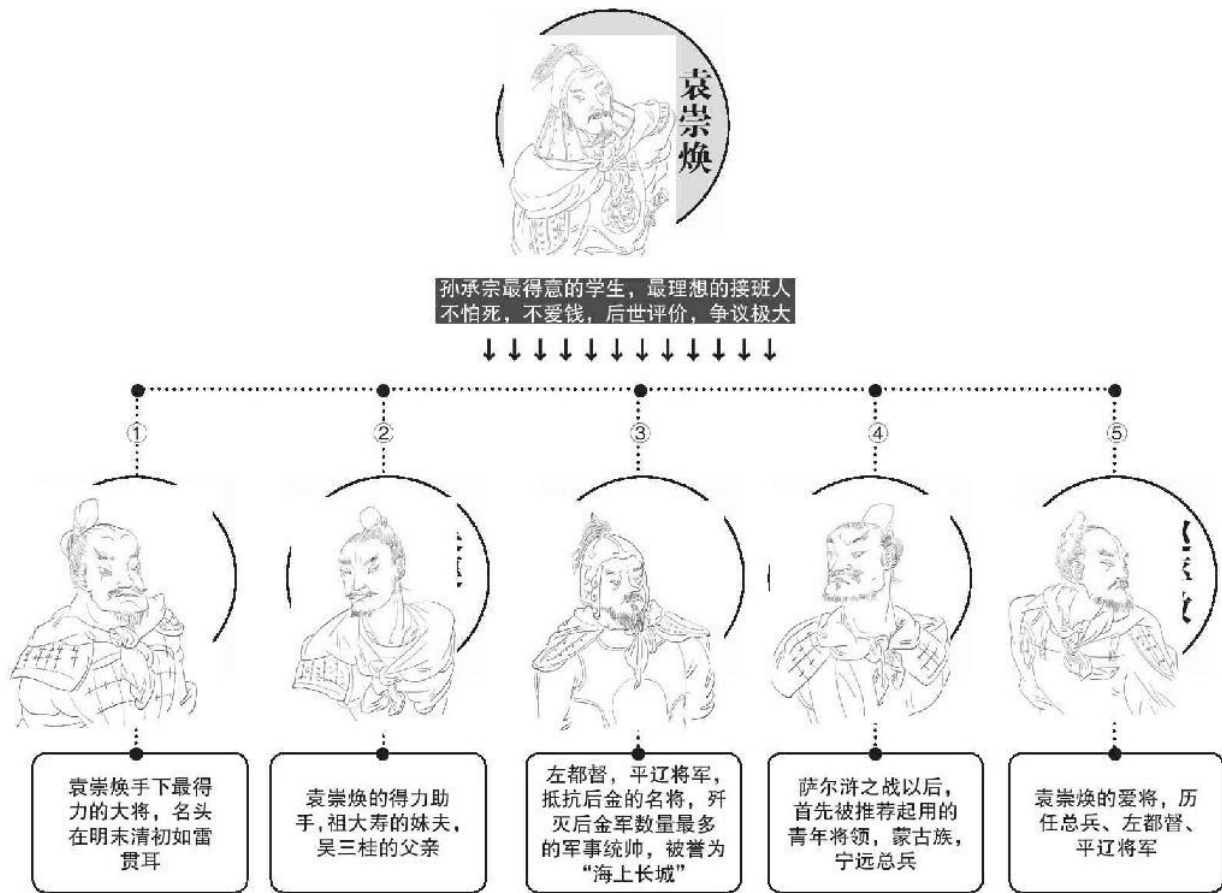 袁崇焕
孙承宗最得意的学生，最理想的接班人
不怕死，不爱钱，后世评价，争议极大
①
②
③
④
⑤
袁崇焕手下最得
力的大将，名头
在明末清初如雷
贯耳
袁崇焕的得力助
手，祖大寿的妹夫，
吴三桂的父亲
左都督，平辽将军，
抵抗后金的名将，歼
灭后金军数量最多
的军事统帅，被誉为
“海上长城”
萨尔浒之战以后，
首先被推荐起用的
青年将领，蒙古族，
宁远总兵
袁崇焕的爱将，历
任总兵、左都督、
平辽将军